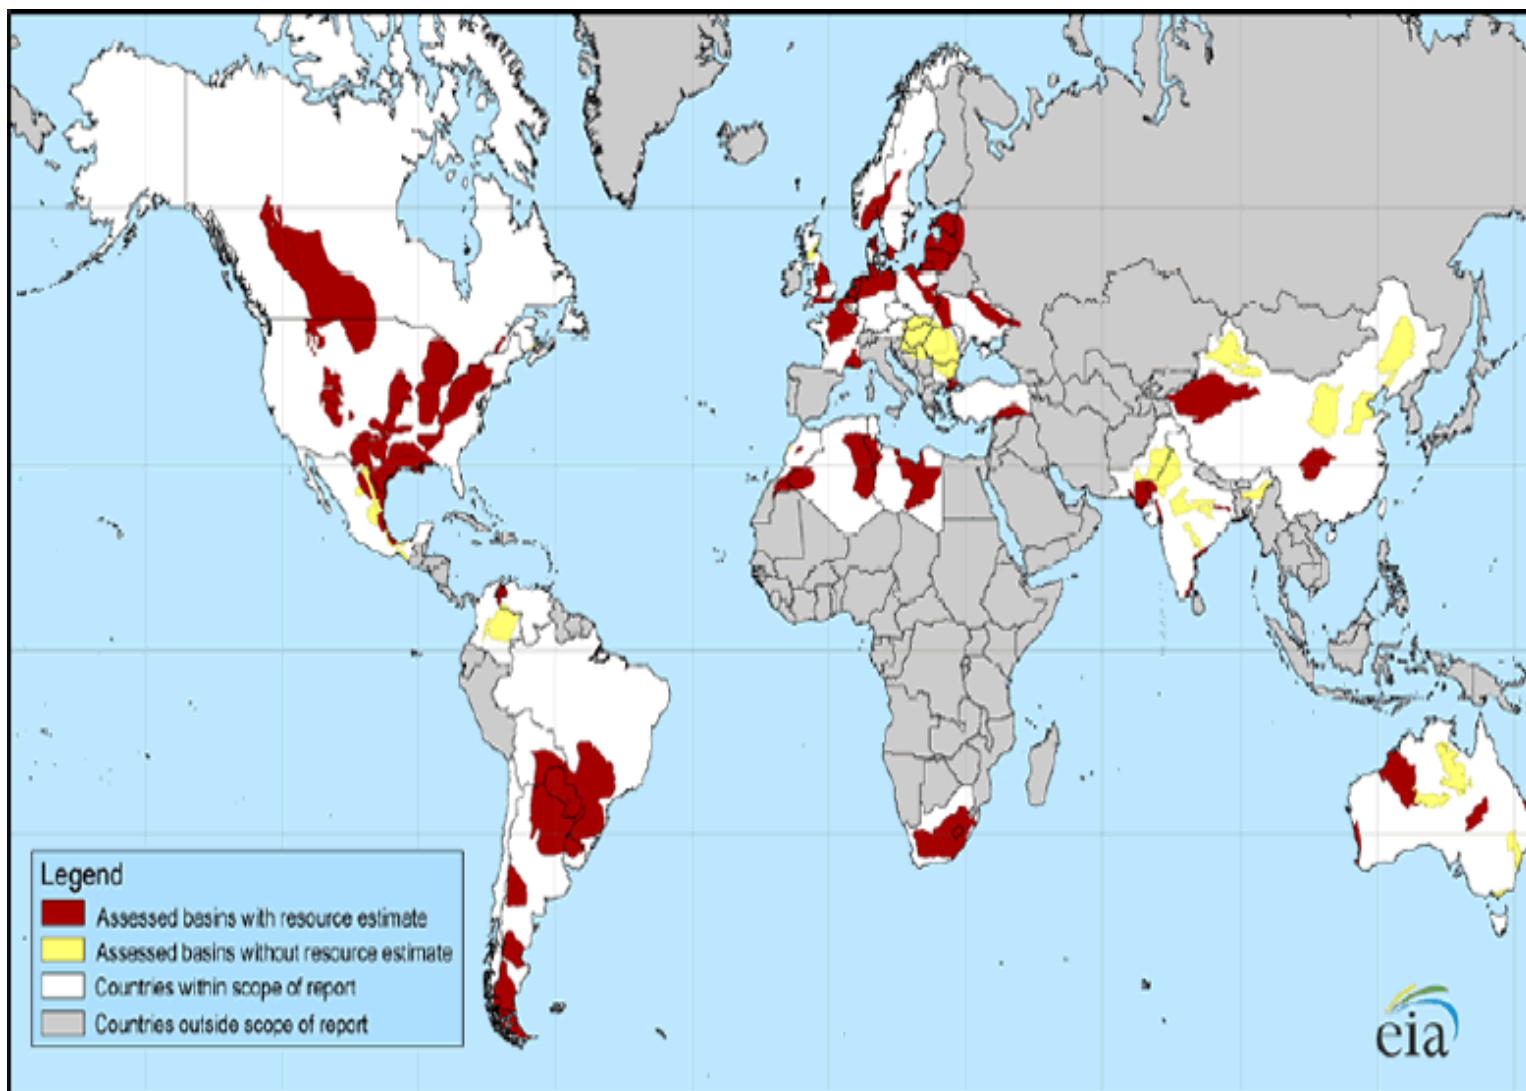 Legend
Assessed basins with resource estimate
Assessed basins without resource estimate
Countries within scope of report
Countries outside scope of report
eia